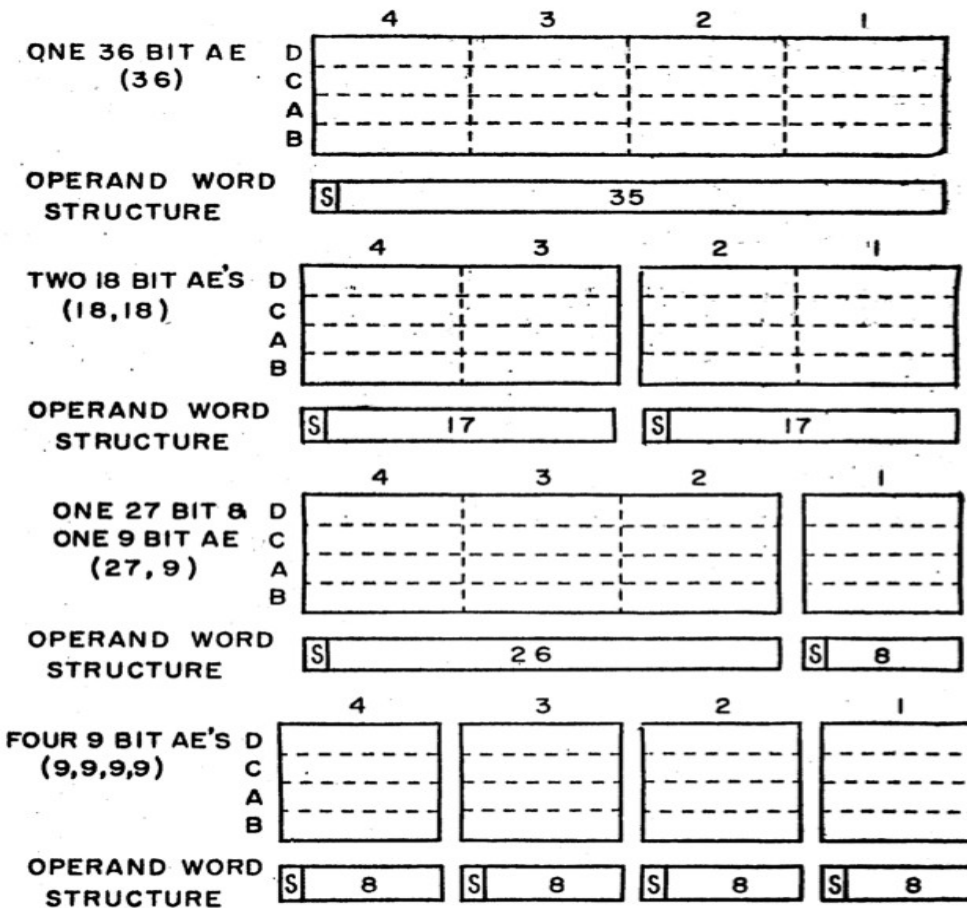 4 3 2 1
ONE 36 BIT AE
(36)
D
C
A
B
OPERAND WORD
STRUCTURE
S 35
4 3 2 1
TWO 18 BIT AE'S
(18,18)
D
C
A
B
OPERAND WORD
STRUCTURE
S 17 S 17
4 3 2 1
ONE 27 BIT &
ONE 9 BIT AE
(27, 9)
D
C
A
B
OPERAND WORD
STRUCTURE
S 26 S 8
4 3 2 1
FOUR 9 BIT AE'S
(9,9,9,9)
D
C
A
B
OPERAND WORD
STRUCTURE
S 8 S 8 S 8 S 8